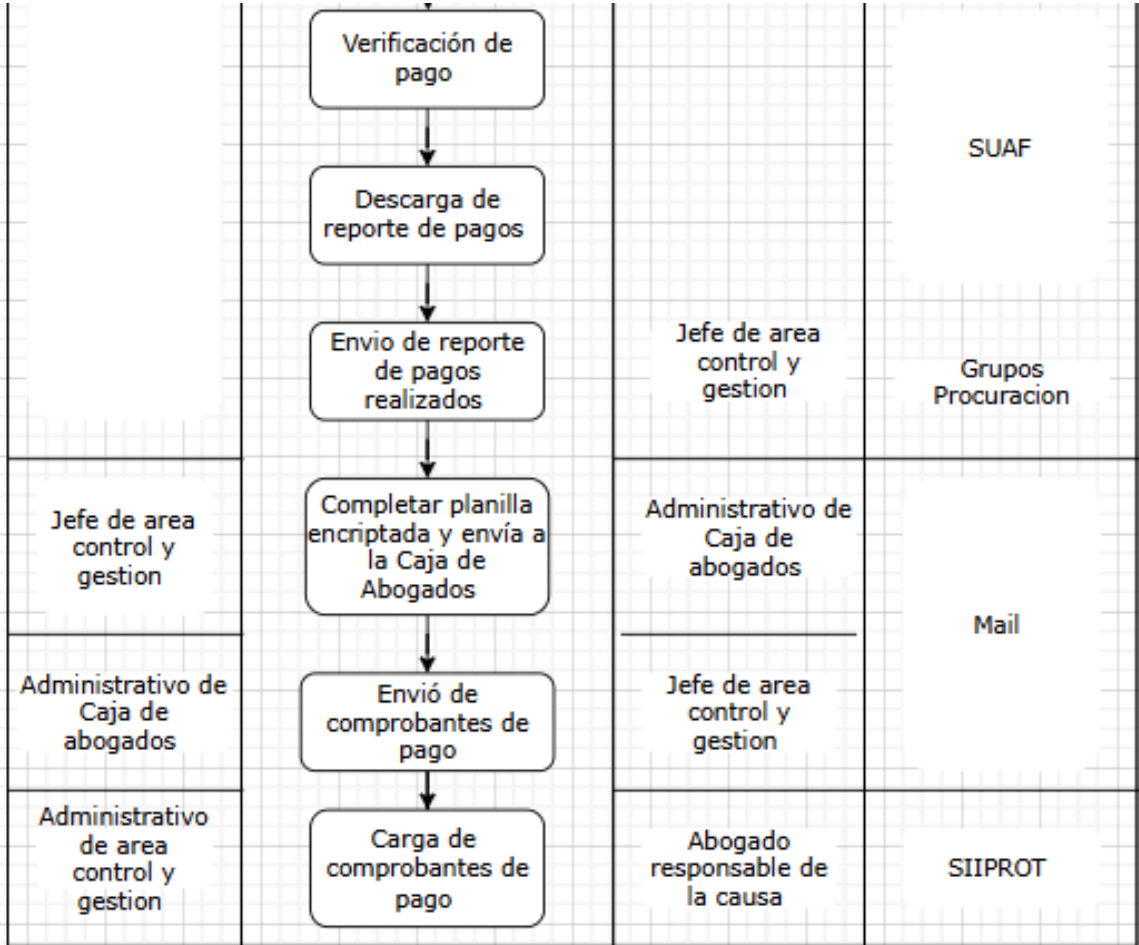 Verificación de
pago
SUAF
Descarga de
reporte de pagos
Envio de reporte
de pagos
realizados
Jefe de area
control y
gestion
Grupos
Procuracion
Jefe de area
control y
gestion
Completar planilla
encriptada y envía a
la Caja de
Abogados
Administrativo de
Caja de
abogados
Mail
Administrativo de
Caja de
abogados
Envió de
comprobantes de
pago
Jefe de area
control y
gestion
Administrativo
de area
control y
gestion
Carga de
comprobantes de
pago
Abogado
responsable de
la causa
SIIPROT